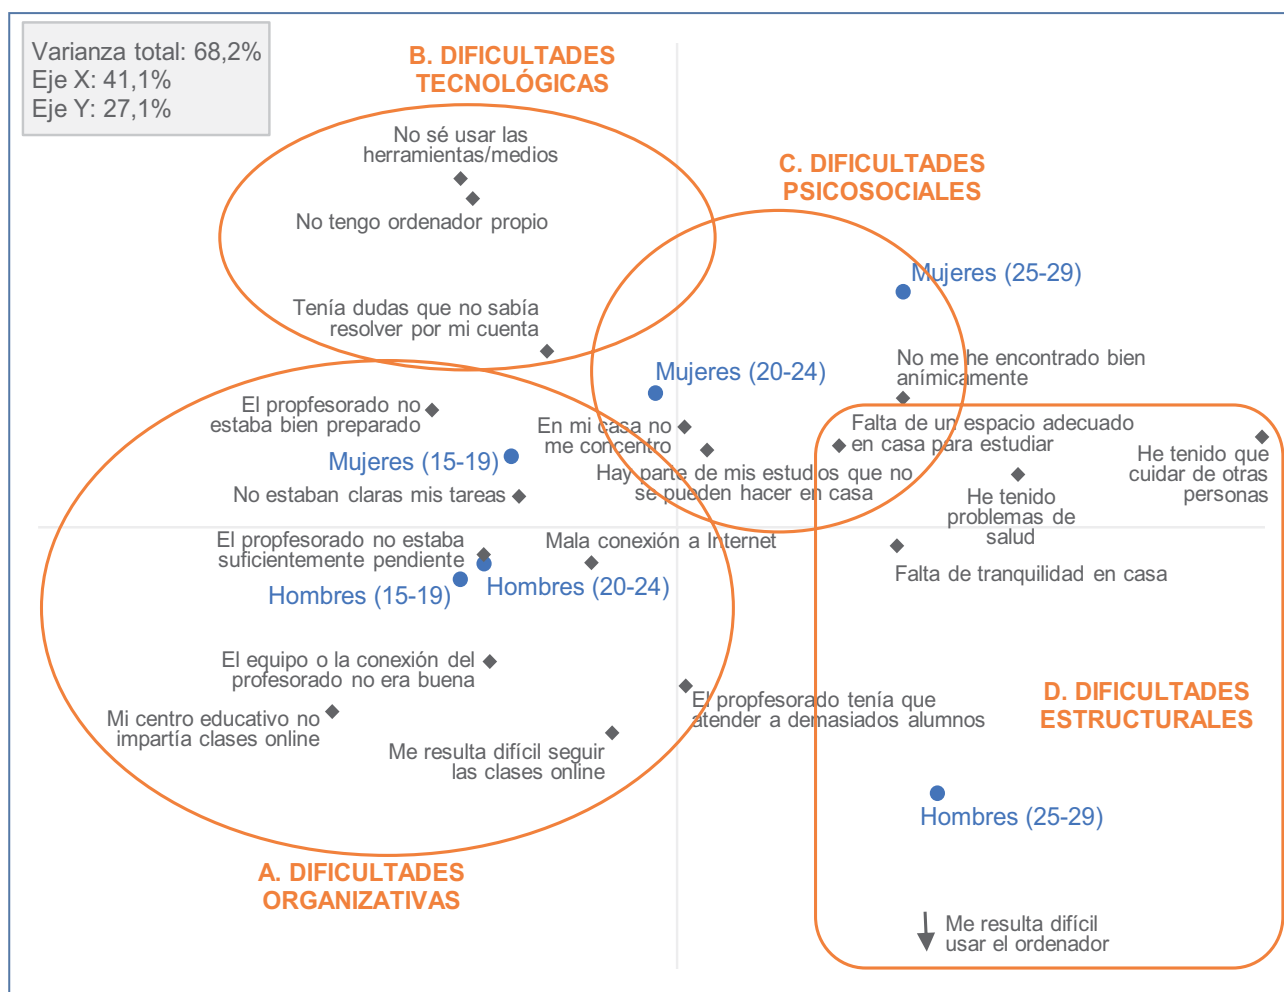 Varianza total: 68,2%
Eje X: 41,1%
Eje Y: 27,1%
B. DIFICULTADES
TECNOLÓGICAS
No sé usar las
herramientas/medios
No tengo ordenador propio
Tenía dudas que no sabía
resolver por mi cuenta
C. DIFICULTADES
PSICOSOCIALES
Mujeres (25-29)
Mujeres (20-24)
No me he encontrado bien
anímicamente
El propfesorado no
estaba bien preparado
En mi casa no
me concentro
Falta de un espacio adecuado
en casa para estudiar
Mujeres (15-19)
Hay parte de mis estudios que no
se pueden hacer en casa
He tenido que
cuidar de otras
personas
No estaban claras mis tareas
He tenido
problemas de
salud
El propfesorado no estaba
suficientemente pendiente
Mala conexión a Internet
Falta de tranquilidad en casa
Hombres (15-19)
Hombres (20-24)
El equipo o la conexión del
profesorado no era buena
Mi centro educativo no
impartía clases online
Me resulta difícil seguir
las clases online
El propfesorado tenía que
atender a demasiados alumnos
D. DIFICULTADES
ESTRUCTURALES
Hombres (25-29)
A. DIFICULTADES
ORGANIZATIVAS
Me resulta difícil
usar el ordenador